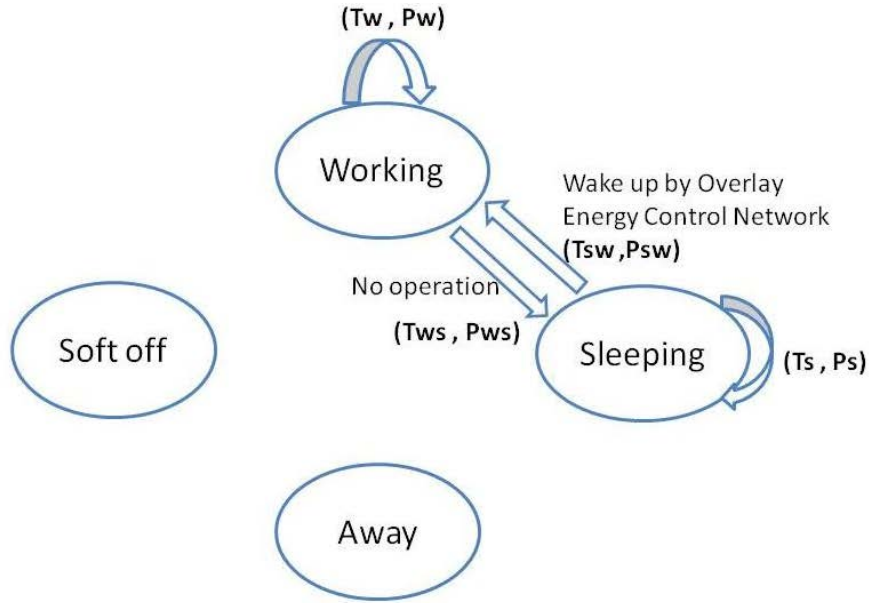 (Tw , Pw)
Working
Wake up by Overlay
Energy Control Network
(Tsw ,Psw)
No operation
(Tws , Pws)
Soft off
Sleeping
(Ts , Ps)
Away